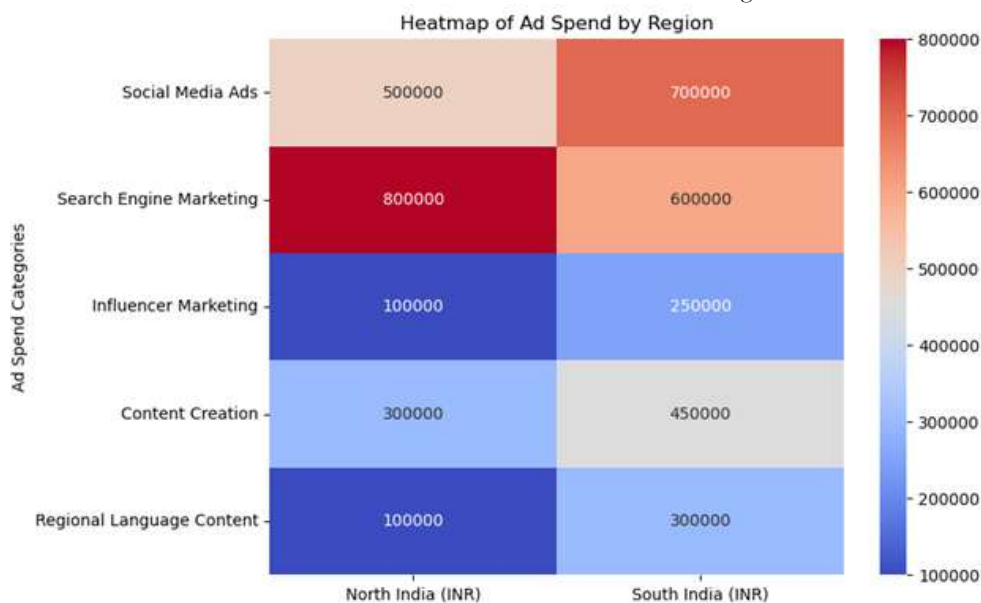 Heatmap of Ad Spend by Region
Ad Spend Categories
Social Media Ads 500000 700000
Search Engine Marketing 800000 600000
Influencer Marketing 100000 250000
Content Creation 300000 450000
Regional Language Content 100000 300000
North India (INR) South India (INR)
800000
700000
600000
500000
400000
300000
200000
100000